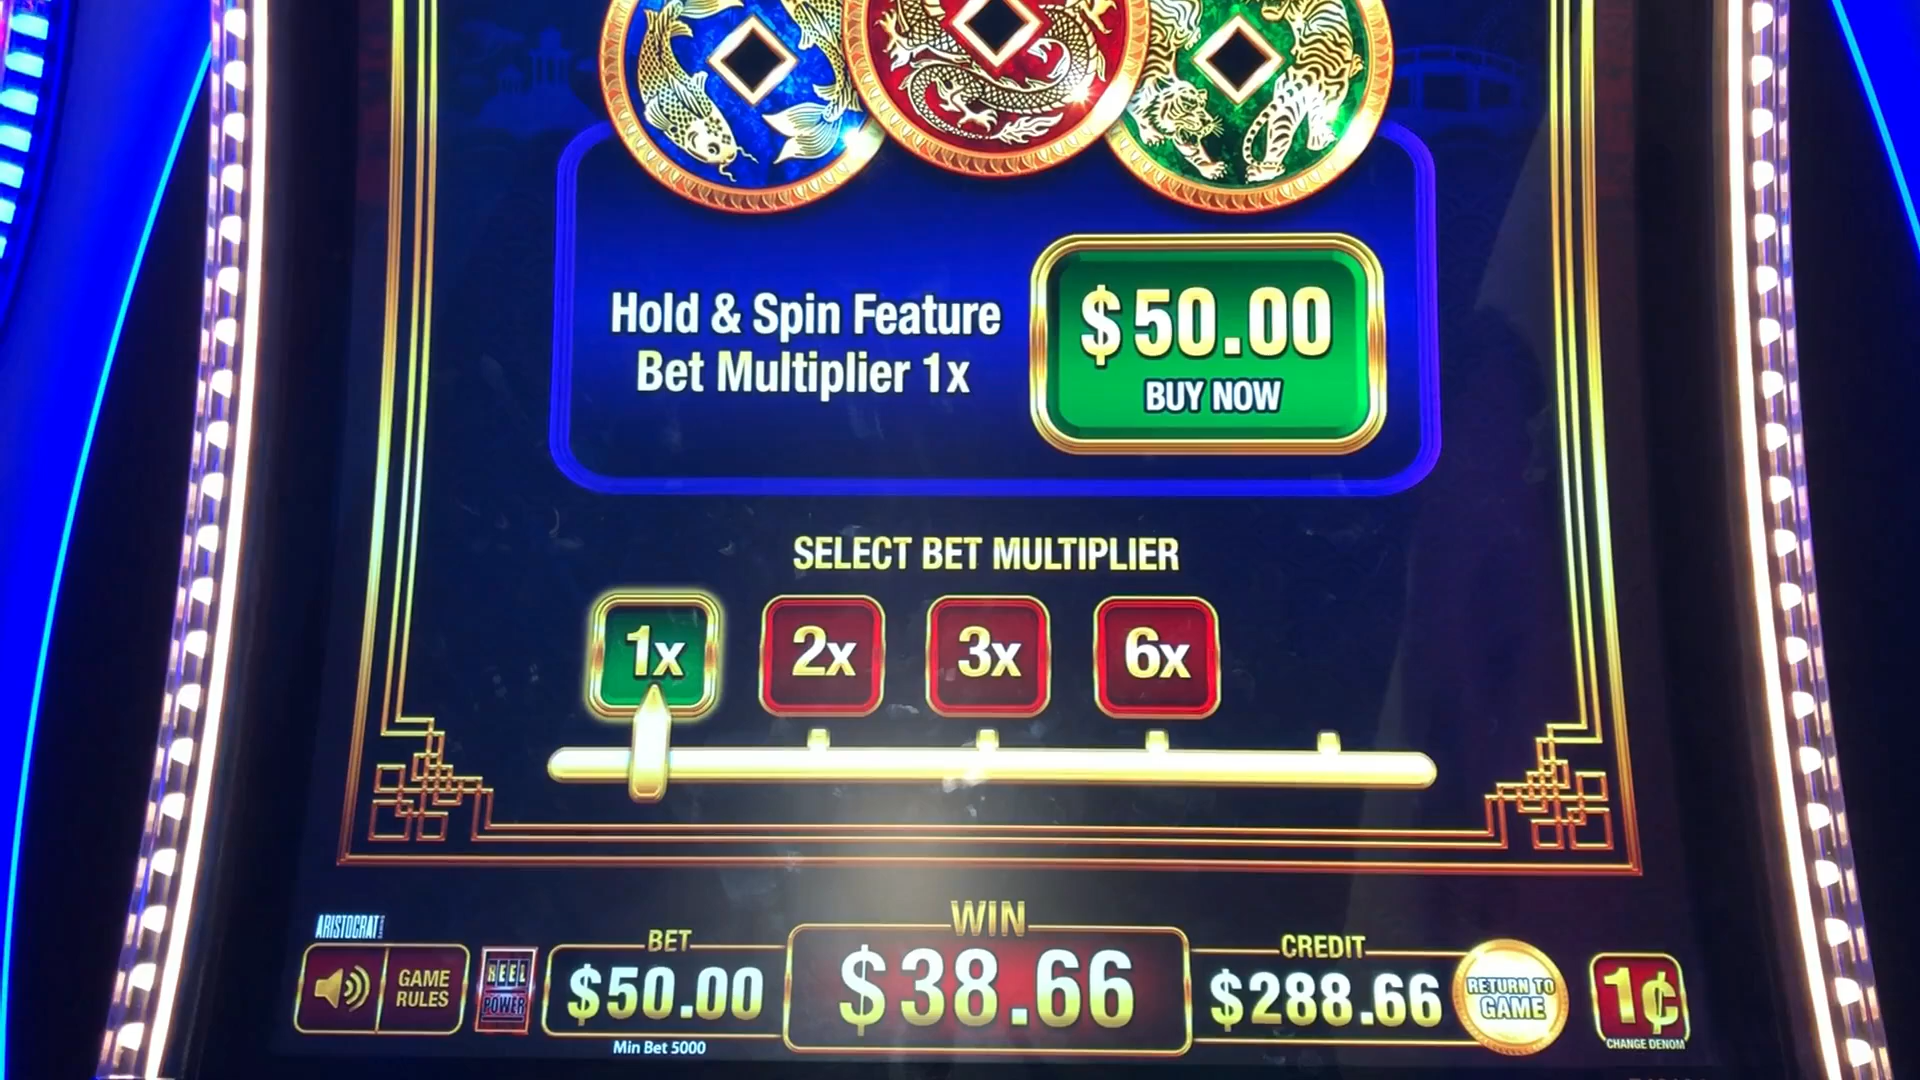 Hold & Spin Feature
Bet Multiplier 1x
$50.00
BUY NOW
SELECT BET MULTIPLIER
1x 2x 3x 6x
ARISTOCRAT
GAME
RULES
REEL
POWER
BET
$50.00
Min Bet 5000
WIN
$38.66
CREDIT
$288.66
RETURN TO
GAME
1¢
CHANGE DENOM